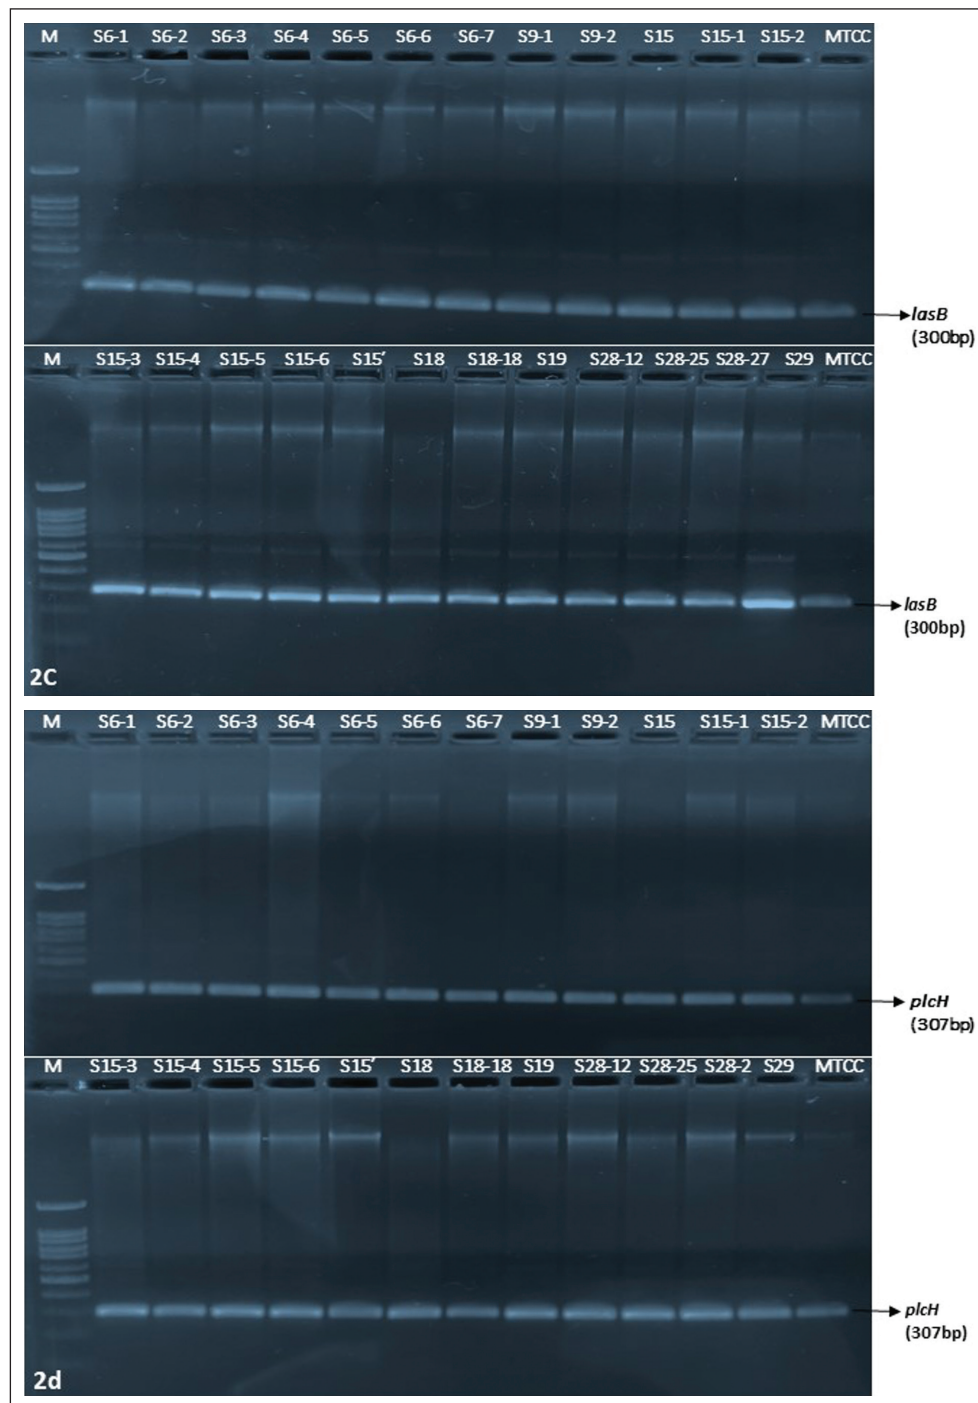 M S6-1 S6-2 S6-3 S6-4 S6-5 S6-6 S6-7 S9-1 S9-2 S15 S15-1 S15-2 MTCC
lasB
(300bp)
M S15-3 S15-4 S15-5 S15-6 S15′ S18 S18-18 S19 S28-12 S28-25 S28-27 S29 MTCC
lasB
(300bp)
2C
M S6-1 S6-2 S6-3 S6-4 S6-5 S6-6 S6-7 S9-1 S9-2 S15 S15-1 S15-2 MTCC
plcH
(307bp)
M S15-3 S15-4 S15-5 S15-6 S15′ S18 S18-18 S19 S28-12 S28-25 S28-2 S29 MTCC
plcH
(307bp)
2d